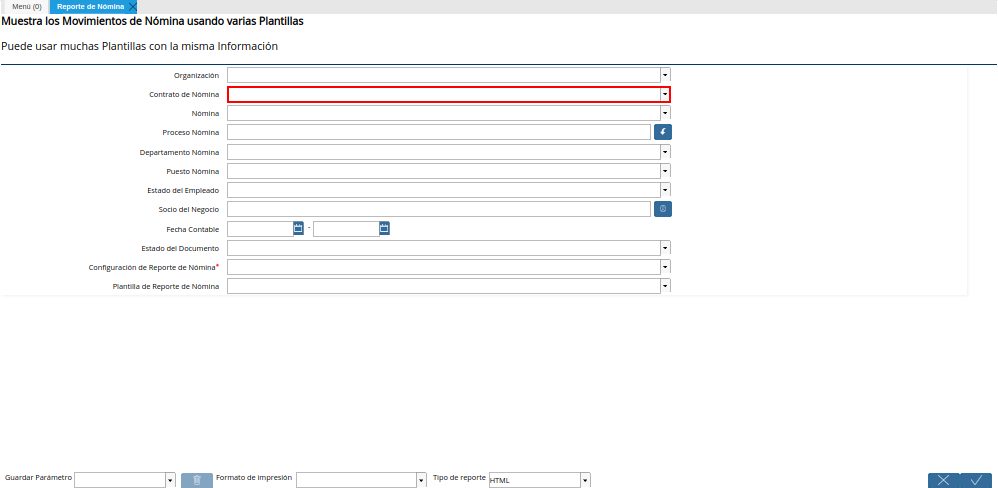 Menú (0) Reporte de Nómina
Muestra los Movimientos de Nómina usando varias Plantillas
Puede usar muchas Plantillas con la misma Información
Organización
Contrato de Nómina
Nómina
Proceso Nómina
Departamento Nómina
Puesto Nómina
Estado del Empleado
Socio del Negocio
Fecha Contable -
Estado del Documento
Configuración de Reporte de Nómina*
Plantilla de Reporte de Nómina
Guardar Parámetro Formato de impresión Tipo de reporte HTML